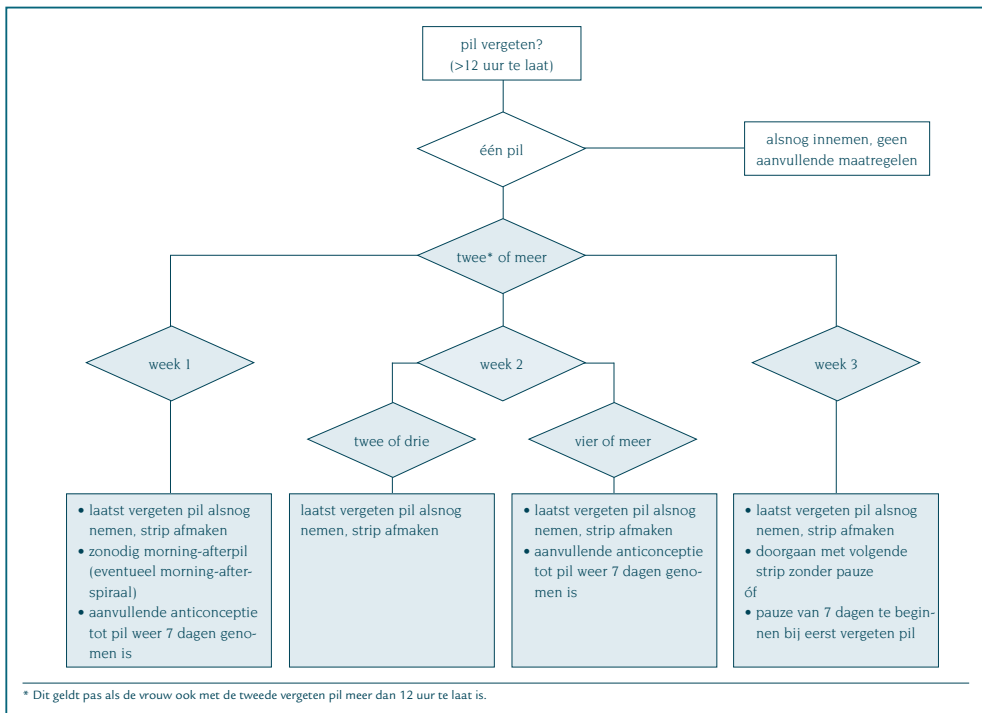 pil vergeten?
(>12 uur te laat)
één pil
alsnog innemen, geen
aanvullende maatregelen
twee* of meer
week 1
week 2
week 3
twee of drie
vier of meer
• laatst vergeten pil alsnog
nemen, strip afmaken
• zonodig morning-afterpil
(eventueel morning-after-
spiraal)
• aanvullende anticonceptie
tot pil weer 7 dagen geno-
men is
laatst vergeten pil alsnog
nemen, strip afmaken
• laatst vergeten pil alsnog
nemen, strip afmaken
• aanvullende anticonceptie
tot pil weer 7 dagen geno-
men is
• laatst vergeten pil alsnog
nemen, strip afmaken
• doorgaan met volgende
strip zonder pauze
óf
• pauze van 7 dagen te begin-
nen bij eerst vergeten pil
* Dit geldt pas als de vrouw ook met de tweede vergeten pil meer dan 12 uur te laat is.